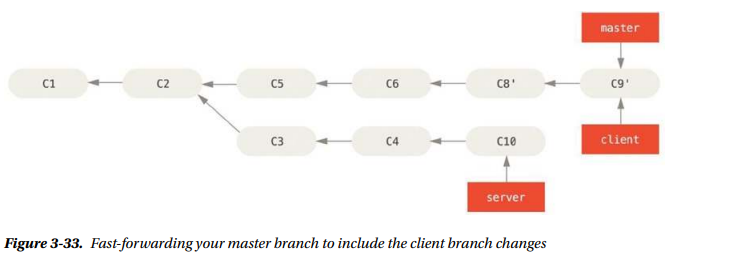 master
C1
C2
C5
C6
C8'
C9'
C3
C4
C10
client
server
Figure 3-33. Fast-forwarding your master branch to include the client branch changes